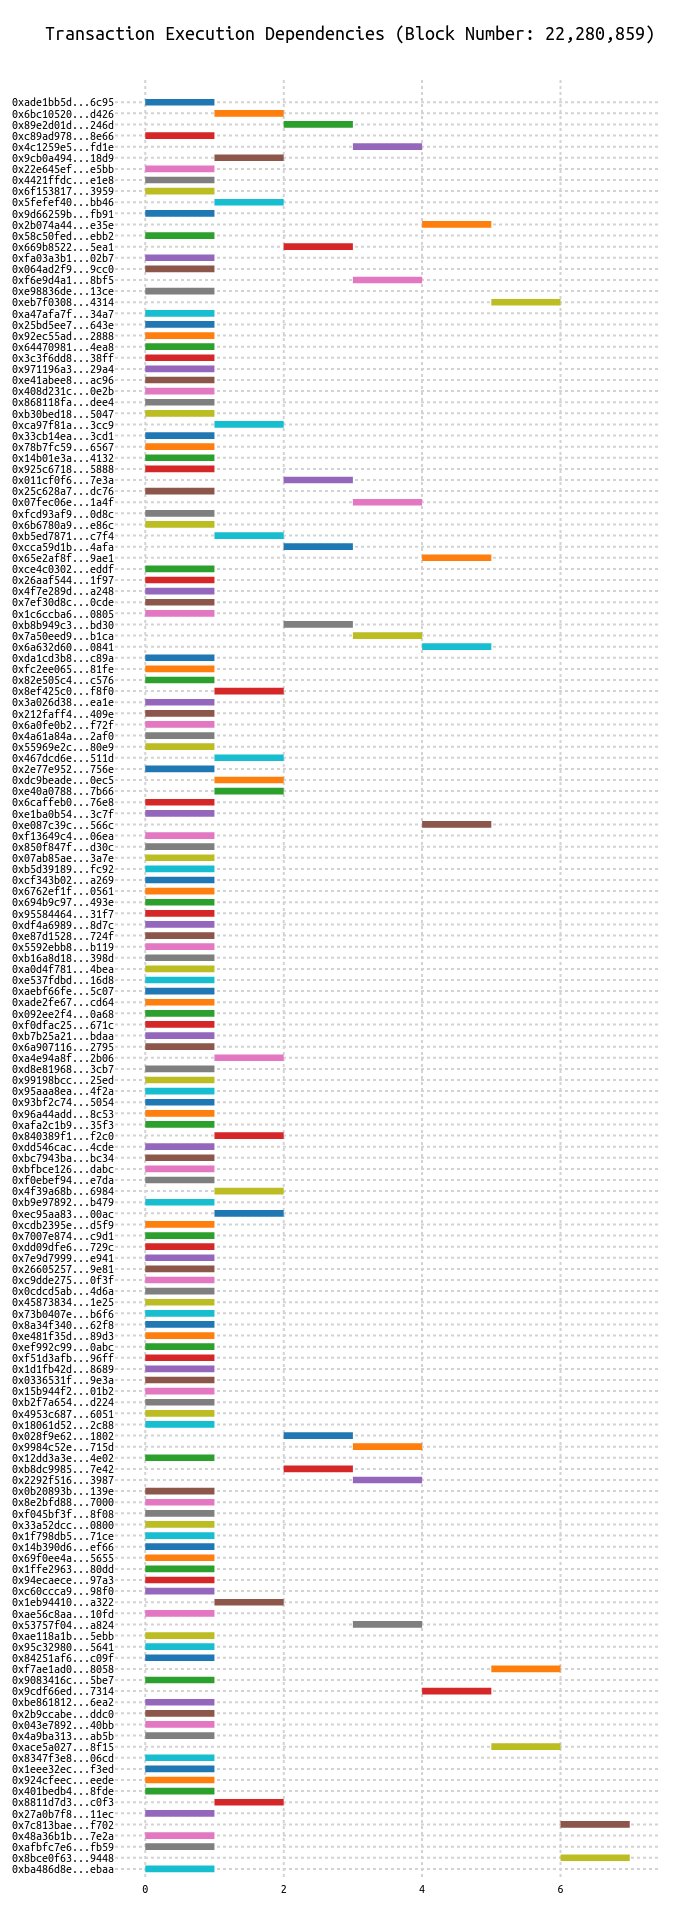 Transaction Execution Dependencies (Block Number: 22,280,859)
0xade1bb5d...6c95
0x6bc10520...d426
0x89e2d01d...246d
0xc89ad978...8e66
0x4c1259e5...fd1e
0x9cb0a494...18d9
0x22e645ef...e5bb
0x4421ffdc...e1e8
0x6f153817...3959
0x5fefef40...bb46
0x9d66259b...fb91
0x2b074a44...e35e
0x58c50fed...ebb2
0x669b8522...5ea1
0xfa03a3b1...02b7
0x064ad2f9...9cc0
0xf6e9d4a1...8bf5
0xe98836de...13ce
0xeb7f0308...4314
0xa47afa7f...34a7
0x25bd5ee7...643e
0x92ec55ad...2888
0x64470981...4ea8
0x3c3f6dd8...38ff
0x971196a3...29a4
0xe41abee8...ac96
0x408d231c...0e2b
0x868118fa...dee4
0xb30bed18...5047
0xca97f81a...3cc9
0x33cb14ea...3cd1
0x78b7fc59...6567
0x14b01e3a...4132
0x925c6718...5888
0x011cf0f6...7e3a
0x25c628a7...dc76
0x07fec06e...1a4f
0xfcd93af9...0d8c
0x6b6780a9...e86c
0xb5ed7871...c7f4
0xcca59d1b...4afa
0x65e2af8f...9ae1
0xce4c0302...eddf
0x26aaf544...1f97
0x4f7e289d...a248
0x7ef30d8c...0cde
0x1c6ccba6...0805
0xb8b949c3...bd30
0x7a50eed9...b1ca
0x6a632d60...0841
0xda1cd3b8...c89a
0xfc2ee065...81fe
0x82e505c4...c576
0x8ef425c0...f8f0
0x3a026d38...ea1e
0x212faff4...409e
0x6a0fe0b2...f72f
0x4a61a84a...2af0
0x55969e2c...80e9
0x467dcd6e...511d
0x2e77e952...756e
0xdc9beade...0ec5
0xe40a0788...7b66
0x6caffeb0...76e8
0xe1ba0b54...3c7f
0xe087c39c...566c
0xf13649c4...06ea
0x850f847f...d30c
0x07ab85ae...3a7e
0xb5d39189...fc92
0xcf343b02...a269
0x6762ef1f...0561
0x694b9c97...493e
0x95584464...31f7
0xdf4a6989...8d7c
0xe87d1528...724f
0x5592ebb8...b119
0xb16a8d18...398d
0xa0d4f781...4bea
0xe537fdbd...16d8
0xaebf66fe...5c07
0xade2fe67...cd64
0x092ee2f4...0a68
0xf0dfac25...671c
0xb7b25a21...bdaa
0x6a907116...2795
0xa4e94a8f...2b06
0xd8e81968...3cb7
0x99198bcc...25ed
0x95aaa8ea...4f2a
0x93bf2c74...5054
0x96a44add...8c53
0xafa2c1b9...35f3
0x840389f1...f2c0
0xdd546cac...4cde
0xbc7943ba...bc34
0xbfbce126...dabc
0xf0ebef94...e7da
0x4f39a68b...6984
0xb9e97892...b479
0xec95aa83...00ac
0xcdb2395e...d5f9
0x7007e874...c9d1
0xdd09dfe6...729c
0x7e9d7999...e941
0x26605257...9e81
0xc9dde275...0f3f
0x0cdcd5ab...4d6a
0x45873834...1e25
0x73b0407e...b6f6
0x8a34f340...62f8
0xe481f35d...89d3
0xef992c99...0abc
0xf51d3afb...96ff
0x1d1fb42d...8689
0x0336531f...9e3a
0x15b944f2...01b2
0xb2f7a654...d224
0x4953c687...6051
0x18061d52...2c88
0x028f9e62...1802
0x9984c52e...715d
0x12dd3a3e...4e02
0xb8dc9985...7e42
0x2292f516...3987
0x0b20893b...139e
0x8e2bfd88...7000
0xf045bf3f...8f08
0x33a52dcc...0800
0x1f798db5...71ce
0x14b390d6...ef66
0x69f0ee4a...5655
0x1ffe2963...80dd
0x94ecaece...97a3
0xc60ccca9...98f0
0x1eb94410...a322
0xae56c8aa...10fd
0x53757f04...a824
0xae118a1b...5ebb
0x95c32980...5641
0x84251af6...c09f
0xf7ae1ad0...8058
0x9083416c...5be7
0x9cdf66ed...7314
0xbe861812...6ea2
0x2b9ccabe...ddc0
0x043e7892...40bb
0x4a9ba313...ab5b
0xace5a027...8f15
0x8347f3e8...06cd
0x1eee32ec...f3ed
0x924cfeec...eede
0x401bedb4...8fde
0x8811d7d3...c0f3
0x27a0b7f8...11ec
0x7c813bae...f702
0x48a36b1b...7e2a
0xafbfc7e6...fb59
0x8bce0f63...9448
0xba486d8e...ebaa
0 2 4 6